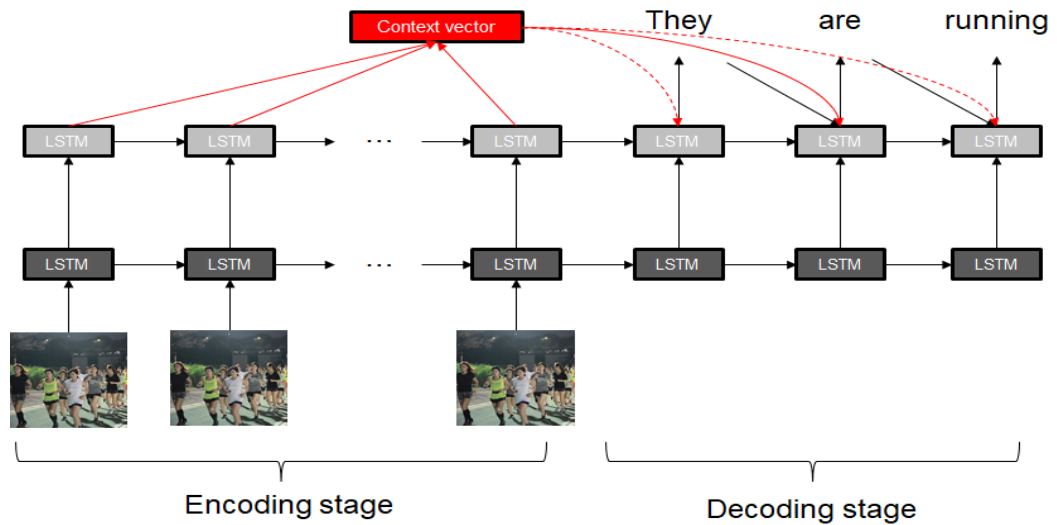 Context vector
They are running
LSTM LSTM ... LSTM LSTM LSTM LSTM
LSTM LSTM ... LSTM LSTM LSTM LSTM
Encoding stage Decoding stage